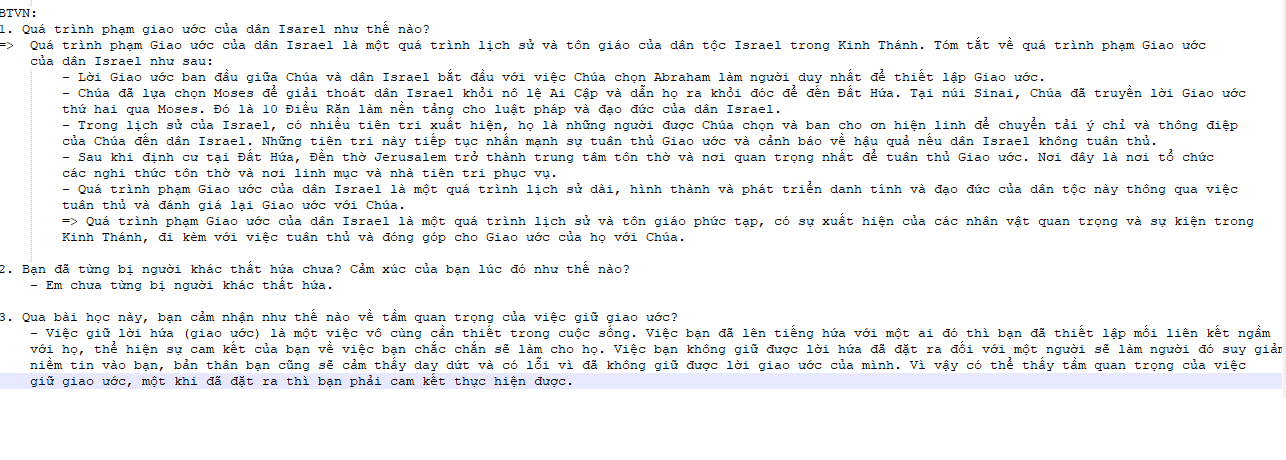 BTVN:
1. Quá trình phạm giao ước của dân Isarel như thế nào?
=> Quá trình phạm Giao ước của dân Israel là một quá trình lịch sử và tôn giáo của dân tộc Israel trong Kinh Thánh. Tóm tắt về quá trình phạm Giao ước
của dân Israel như sau:
- Lời Giao ước ban đầu giữa Chúa và dân Israel bắt đầu với việc Chúa chọn Abraham làm người duy nhất để thiết lập Giao ước.
- Chúa đã lựa chọn Moses để giải thoát dân Israel khỏi nô lệ Ai Cập và dẫn họ ra khỏi đóc để đến Đất Hứa. Tại núi Sinai, Chúa đã truyền lời Giao ước
thứ hai qua Moses. Đó là 10 Điều Răn làm nền tảng cho luật pháp và đạo đức của dân Israel.
- Trong lịch sử của Israel, có nhiều tiên tri xuất hiện, họ là những người được Chúa chọn và ban cho ơn hiện linh để chuyển tải ý chỉ và thông điệp
của Chúa đến dân Israel. Những tiên tri này tiếp tục nhấn mạnh sự tuân thủ Giao ước và cảnh báo về hậu quả nếu dân Israel không tuân thủ.
- Sau khi định cư tại Đất Hứa, Đền thờ Jerusalem trở thành trung tâm tôn thờ và nơi quan trọng nhất để tuân thủ Giao ước. Nơi đây là nơi tổ chức
các nghi thức tôn thờ và nơi linh mục và nhà tiên tri phục vụ.
- Quá trình phạm Giao ước của dân Israel là một quá trình lịch sử dài, hình thành và phát triển danh tính và đạo đức của dân tộc này thông qua việc
tuân thủ và đánh giá lại Giao ước với Chúa.
=> Quá trình phạm Giao ước của dân Israel là một quá trình lịch sử và tôn giáo phức tạp, có sự xuất hiện của các nhân vật quan trọng và sự kiện trong
Kinh Thánh, đi kèm với việc tuân thủ và đóng góp cho Giao ước của họ với Chúa.
2. Bạn đã từng bị người khác thất hứa chưa? Cảm xúc của bạn lúc đó như thế nào?
- Em chưa từng bị người khác thất hứa.
3. Qua bài học này, bạn cảm nhận như thế nào về tầm quan trọng của việc giữ giao ước?
- Việc giữ lời hứa (giao ước) là một việc vô cùng cần thiết trong cuộc sống. Việc bạn đã lên tiếng hứa với một ai đó thì bạn đã thiết lập mối liên kết ngầm
với họ, thể hiện sự cam kết của bạn về việc bạn chắc chắn sẽ làm cho họ. Việc bạn không giữ được lời hứa đã đặt ra đối với một người sẽ làm người đó suy giảm
niềm tin vào bạn, bản thân bạn cũng sẽ cảm thấy day dứt và có lỗi vì đã không giữ được lời giao ước của mình. Vì vậy có thể thấy tầm quan trọng của việc
giữ giao ước, một khi đã đặt ra thì bạn phải cam kết thực hiện được.